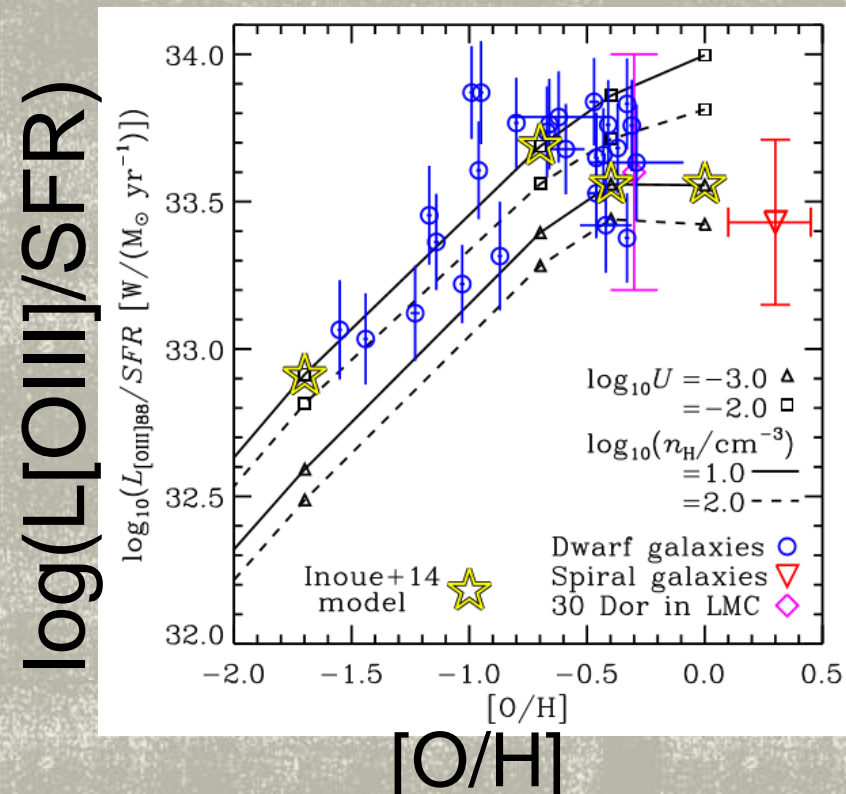 log(L[OIII]/SFR)
log₁₀(L[OIII]88/SFR [W/(M⊙ yr⁻¹)])
34.0
33.5
33.0
32.5
32.0
log₁₀U =−3.0 △
=−2.0 □
log₁₀(nH/cm⁻³)
=1.0
=2.0
Dwarf galaxies
Spiral galaxies
30 Dor in LMC
Inoue+14
model
−2.0 −1.5 −1.0 −0.5 0.0 0.5
[O/H]
[O/H]